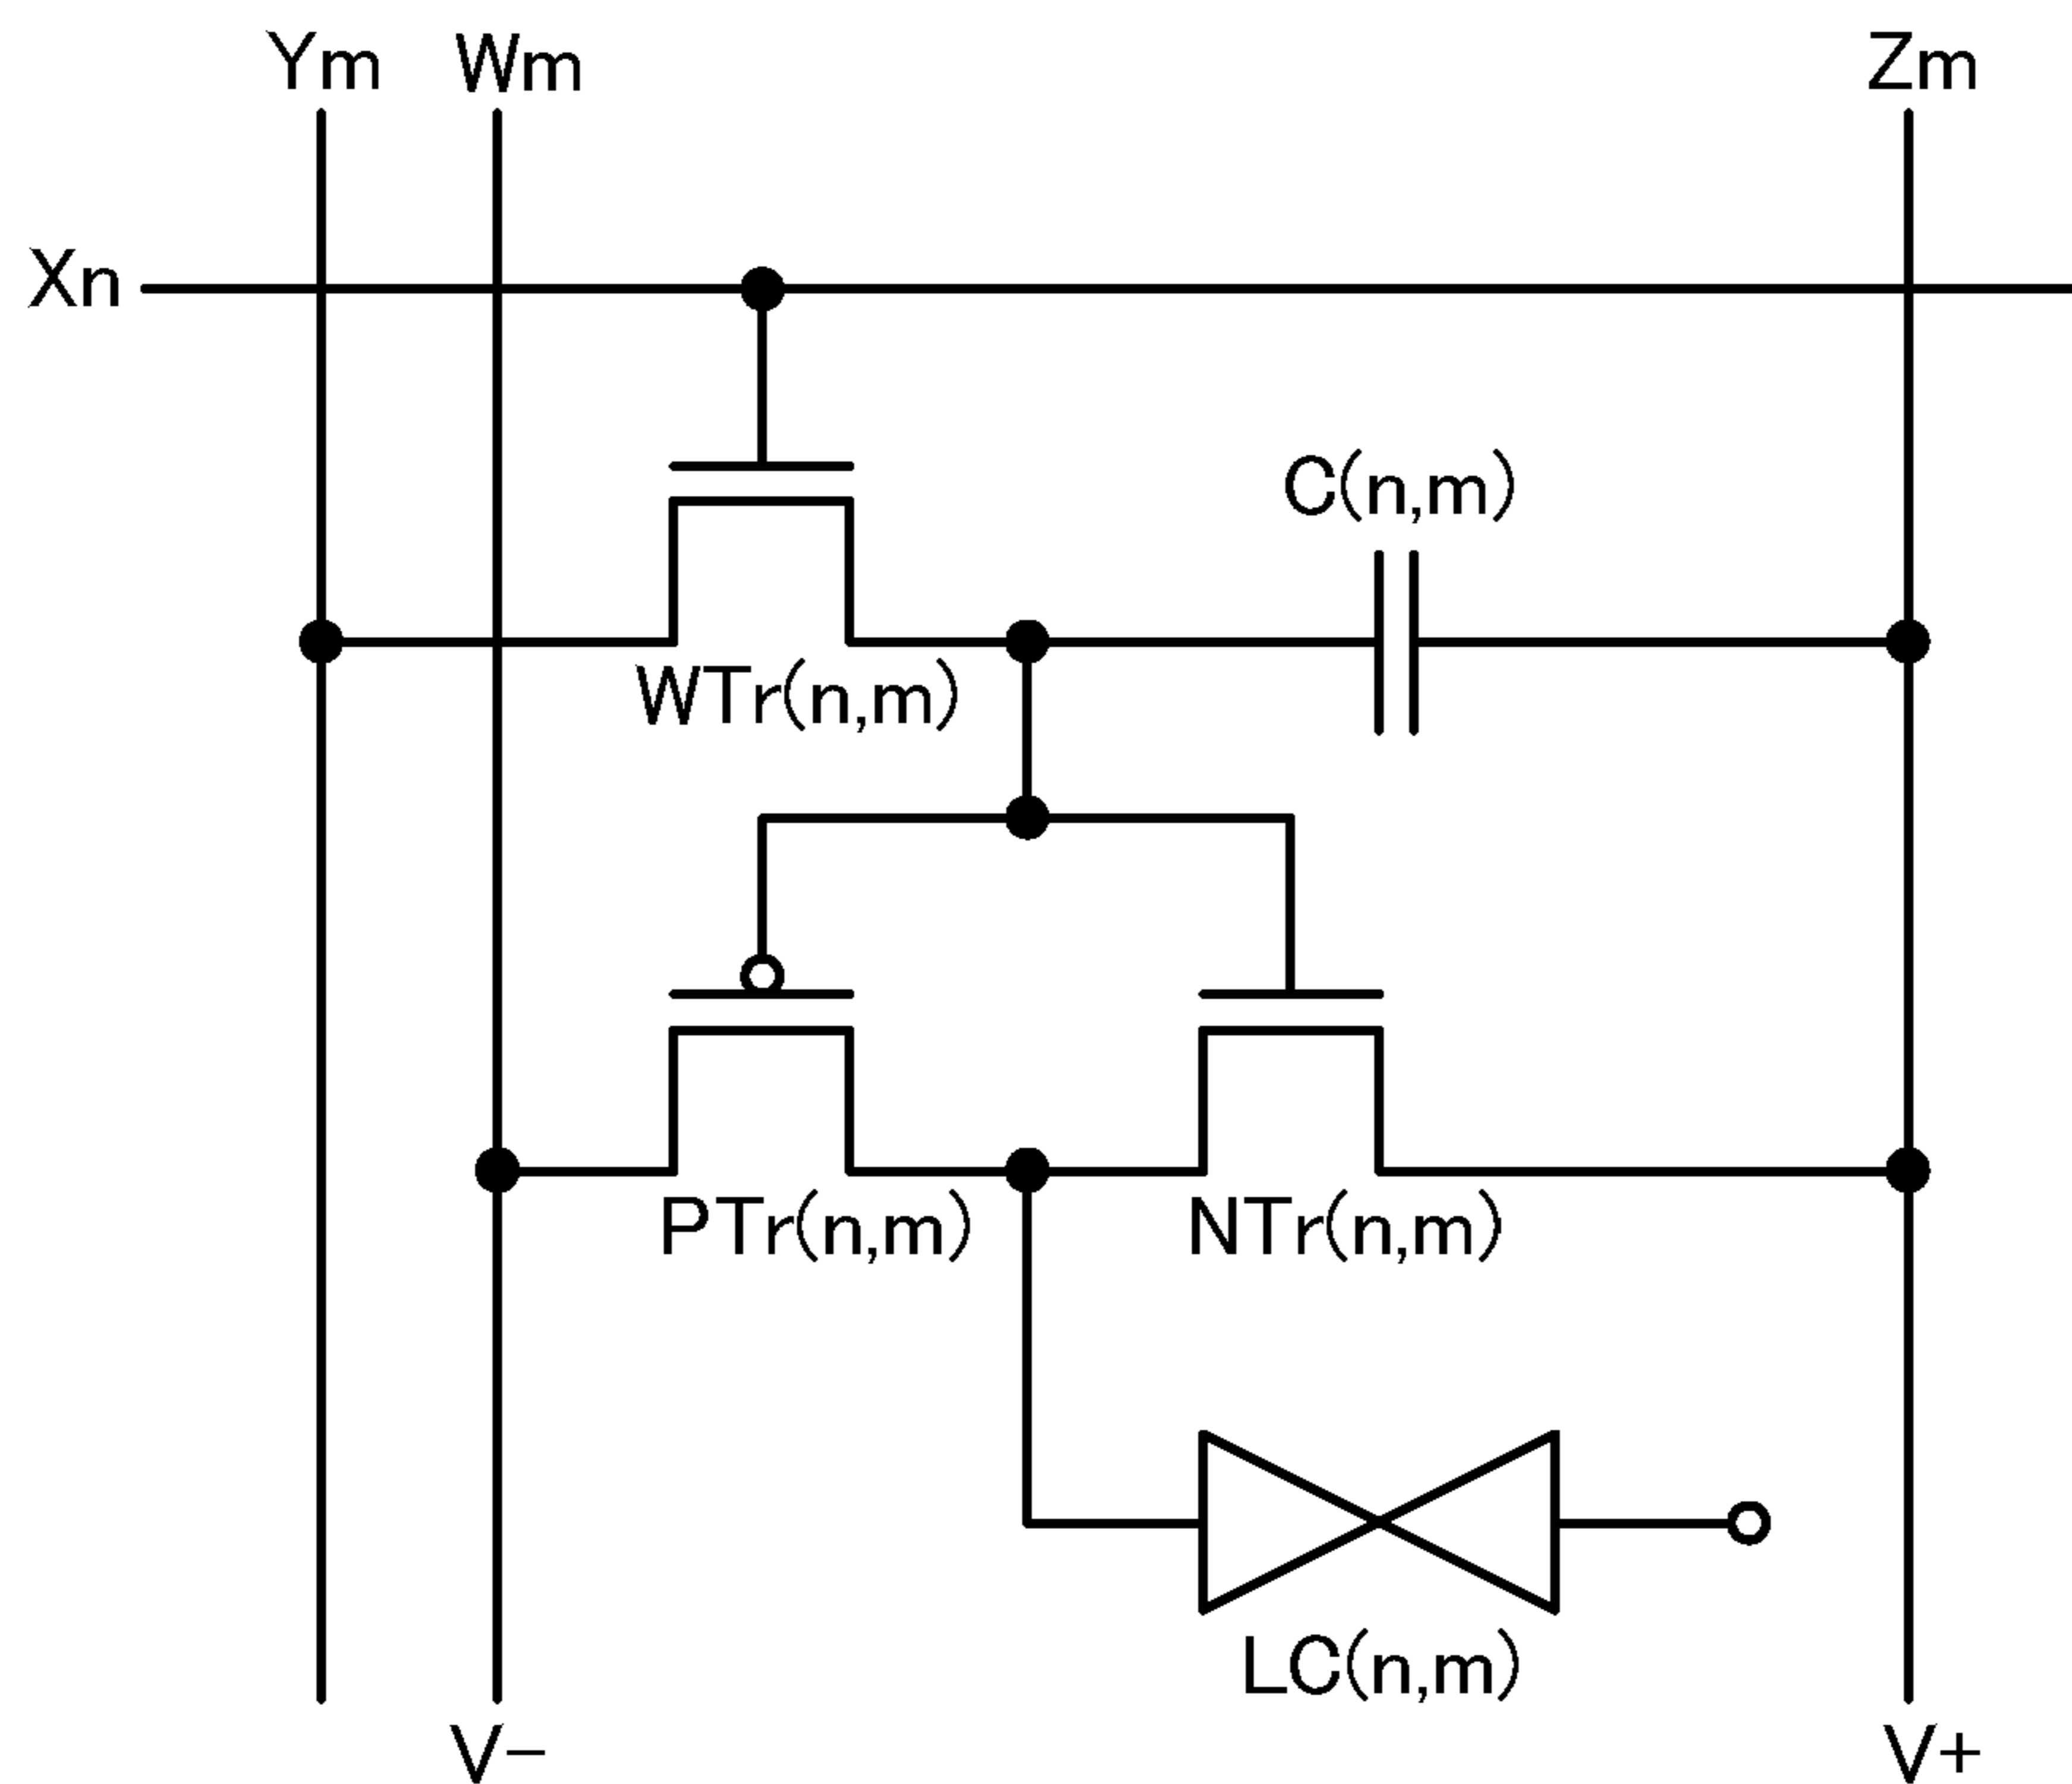 Ym Wm Zm
Xn
C(n,m)
WTr(n,m)
PTr(n,m) NTr(n,m)
LC(n,m)
V− V+